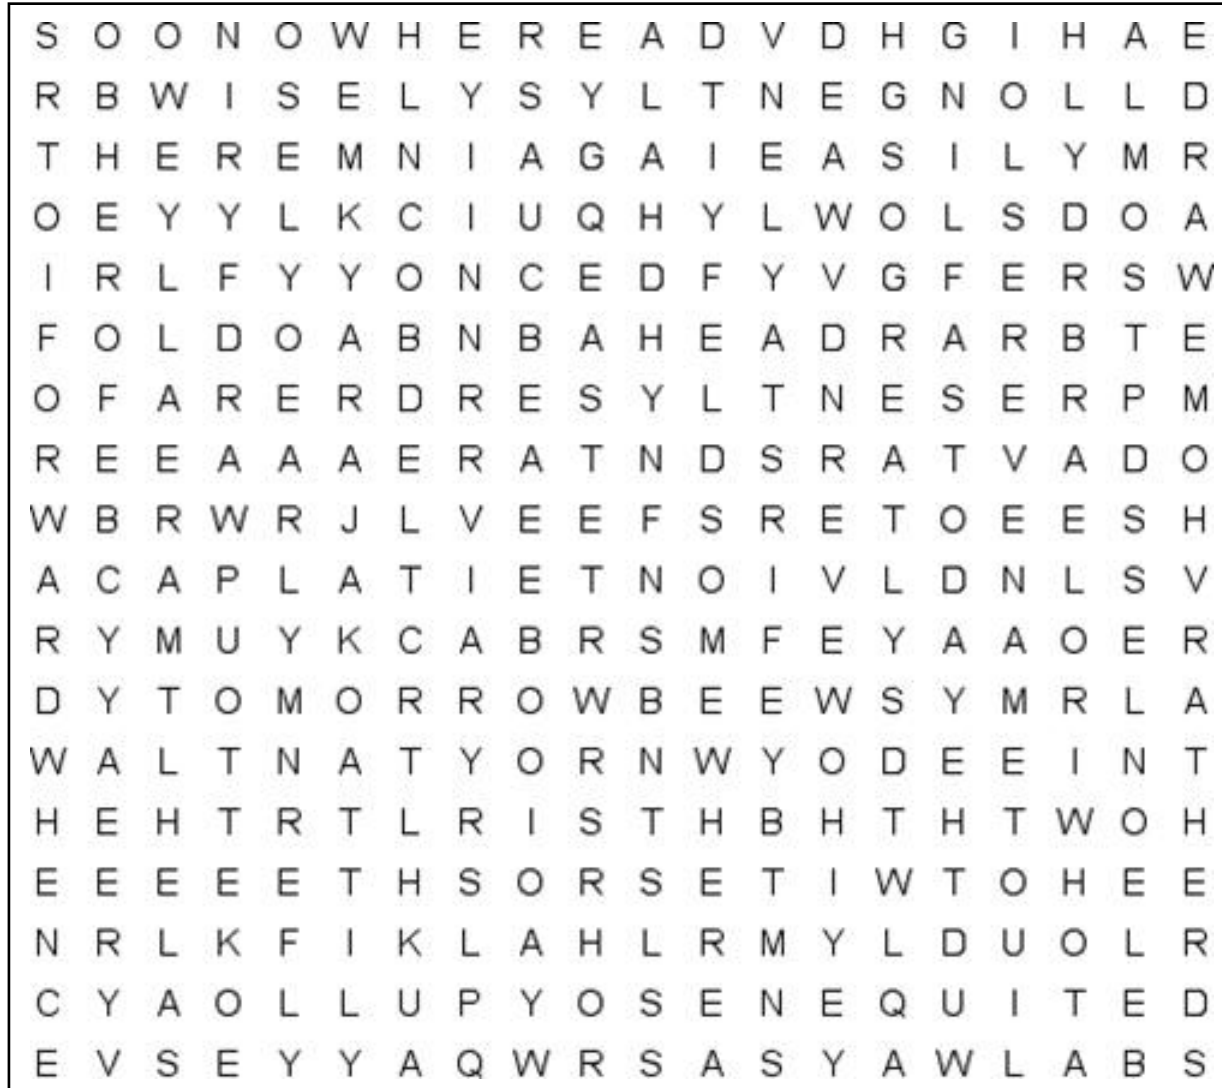 S O O N O W H E R E A D V D H G I H A E
R B W I S E L Y S Y L T N E G N O L L D
T H E R E M N I A G A I E A S I L Y M R
O E Y Y L K C I U Q H Y L W O L S D O A
I R L F Y Y O N C E D F Y V G F E R S W
F O L D O A B N B A H E A D R A R B T E
O F A R E R D R E S Y L T N E S E R P M
R E E A A A E R A T N D S R A T V A D O
W B R W R J L V E E F S R E T O E E S H
A C A P L A T I E T N O I V L D N L S V
R Y M U Y K C A B R S M F E Y A A O E R
D Y T O M O R R O W B E E W S Y M R L A
W A L T N A T Y O R N W Y O D E E I N T
H E H T R T L R I S T H B H T H T W O H
E E E E E T H S O R S E T I W T O H E E
N R L K F I K L A H L R M Y L D U O L R
C Y A O L L U P Y O S E N E Q U I T E D
E V S E Y Y A Q W R S A S Y A W L A B S